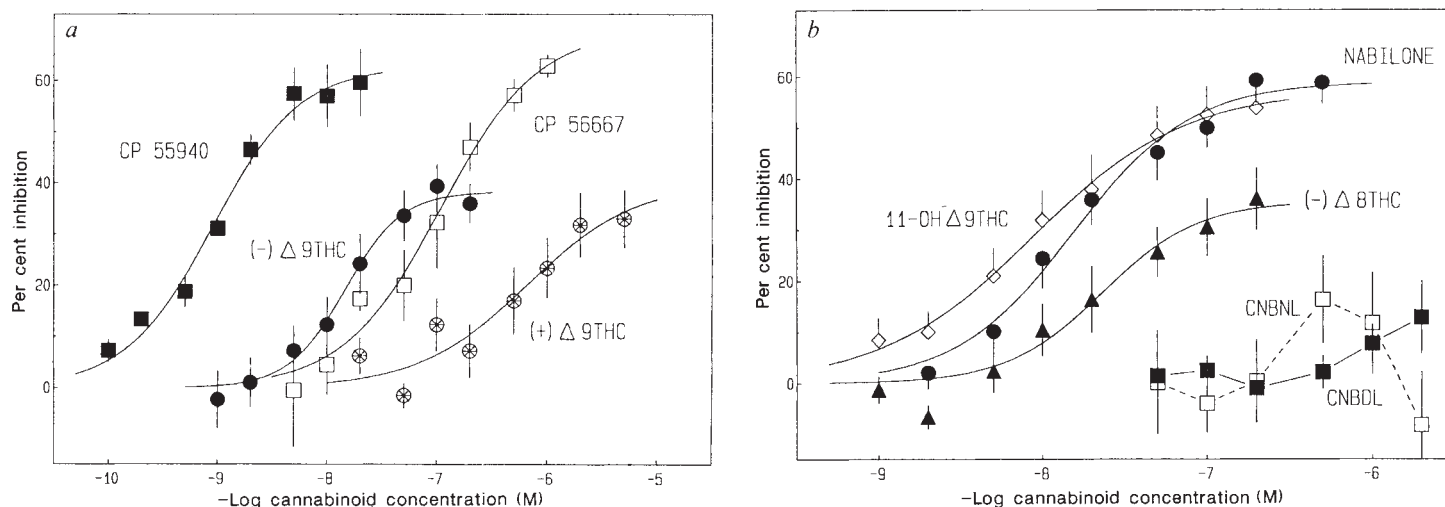 a
Per cent inhibition
60
40
20
0
CP 55940
CP 56667
(-) Δ 9THC
(+) Δ 9THC
-10
-9
-8
-7
-6
-5
-Log cannabinoid concentration (M)
b
Per cent inhibition
60
40
20
0
NABILONE
11-OH-Δ9THC
(-) Δ 8THC
CNBNL
CNBDL
-9
-8
-7
-6
-Log cannabinoid concentration (M)